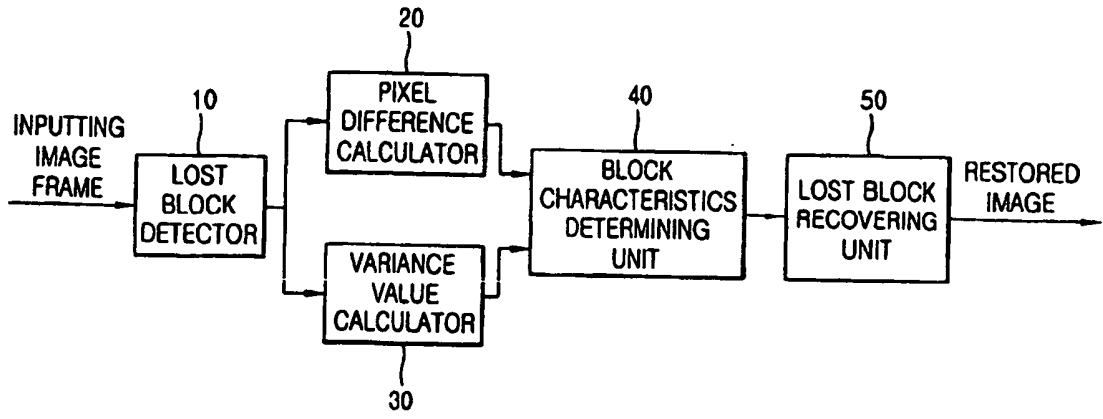 INPUTTING
IMAGE
FRAME
10
LOST
BLOCK
DETECTOR
20
PIXEL
DIFFERENCE
CALCULATOR
VARIANCE
VALUE
CALCULATOR
30
40
BLOCK
CHARACTERISTICS
DETERMINING
UNIT
50
LOST BLOCK
RECOVERING
UNIT
RESTORED
IMAGE